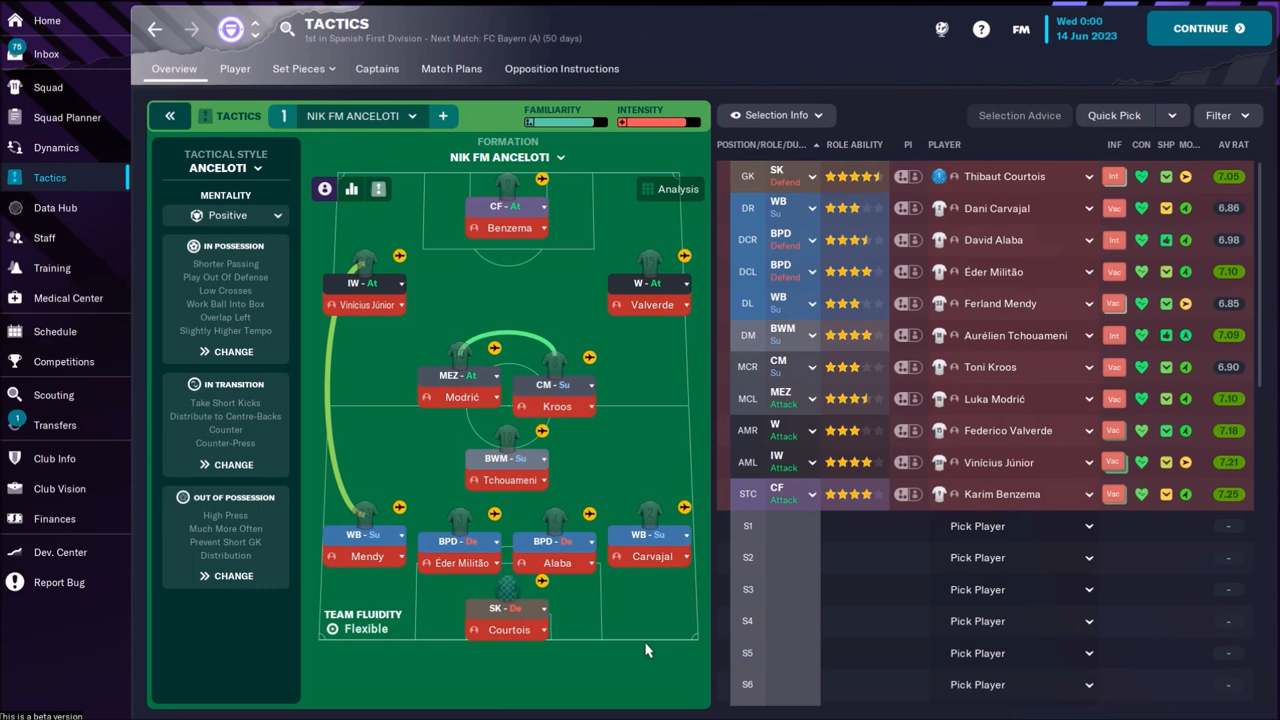 Home
75
Inbox
Squad
Squad Planner
Dynamics
Tactics
Data Hub
Staff
Training
Medical Center
Schedule
Competitions
Scouting
1
Transfers
Club Info
Club Vision
Finances
Dev. Center
Report Bug
This is a beta version
TACTICS
1st in Spanish First Division - Next Match: FC Bayern (A) (50 days)
FM
Wed 0:00
14 Jun 2023
CONTINUE
Overview
Player
Set Pieces
Captains
Match Plans
Opposition Instructions
TACTICS
1
NIK FM ANCELOTI
+
FAMILIARITY
INTENSITY
TACTICAL STYLE
ANCELOTI
MENTALITY
Positive
IN POSSESSION
Shorter Passing
Play Out Of Defense
Low Crosses
Work Ball Into Box
Overlap Left
Slightly Higher Tempo
CHANGE
IN TRANSITION
Take Short Kicks
Distribute to Centre-Backs
Counter
Counter-Press
CHANGE
OUT OF POSSESSION
High Press
Much More Often
Prevent Short GK
Distribution
CHANGE
FORMATION
NIK FM ANCELOTI
Analysis
CF - At
Benzema
IW - At
Vinícius Júnior
W - At
Valverde
MEZ - At
Modrić
CM - Su
Kroos
BWM - Su
Tchouameni
WB - Su
Mendy
BPD - De
Éder Militão
BPD - De
Alaba
WB - Su
Carvajal
SK - De
Courtois
TEAM FLUIDITY
Flexible
Selection Info
Selection Advice
Quick Pick
Filter
POSITION/ROLE/DU... ROLE ABILITY PI PLAYER INF CON SHP MO... AV RAT
GK SK Defend Thibaut Courtois Int 7.05
DR WB Su Dani Carvajal Vac 6.86
DCR BPD Defend David Alaba Int 6.98
DCL BPD Defend Éder Militão Vac 7.10
DL WB Su Ferland Mendy Vac 6.85
DM BWM Su Aurélien Tchouameni Int 7.09
MCR CM Su Toni Kroos Vac 6.90
MCL MEZ Attack Luka Modrić Vac 7.10
AMR W Attack Federico Valverde Vac 7.18
AML IW Attack Vinícius Júnior Vac 7.21
STC CF Attack Karim Benzema Vac 7.25
S1 Pick Player -
S2 Pick Player -
S3 Pick Player -
S4 Pick Player -
S5 Pick Player -
S6 Pick Player -